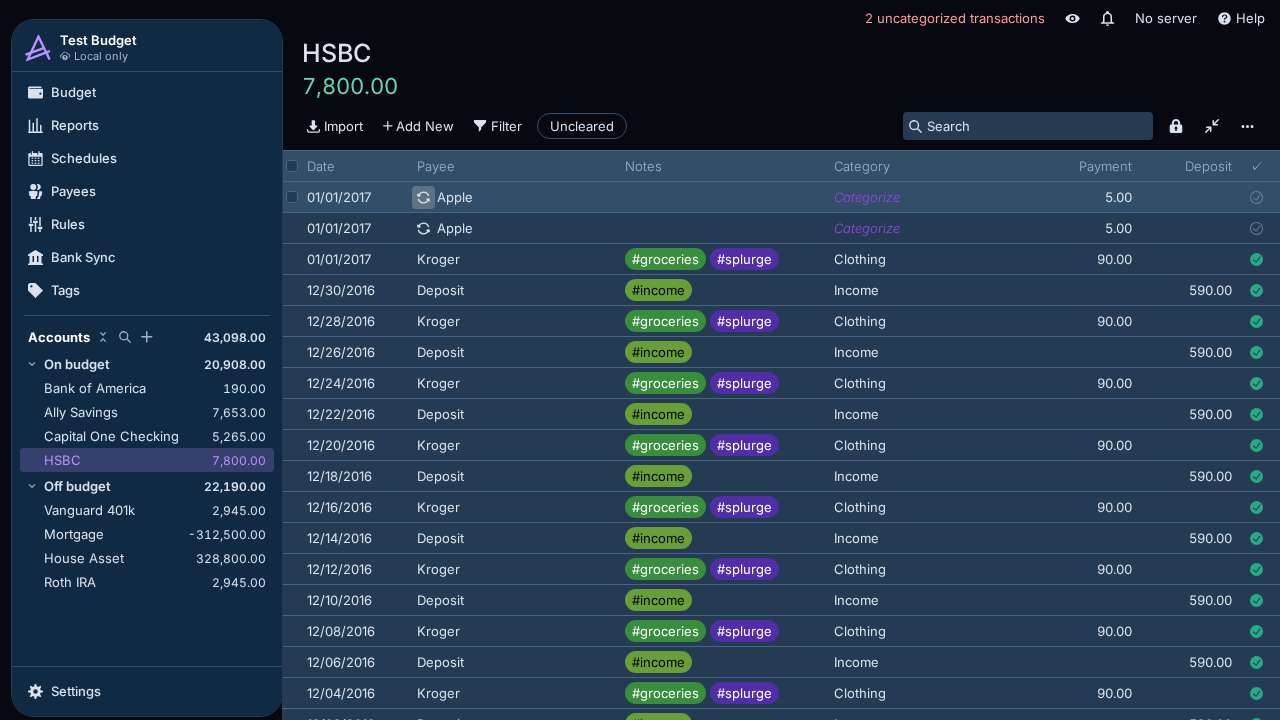 2 uncategorized transactions
No server
Help
Test Budget
Local only
Budget
Reports
Schedules
Payees
Rules
Bank Sync
Tags
Accounts 43,098.00
On budget 20,908.00
Bank of America 190.00
Ally Savings 7,653.00
Capital One Checking 5,265.00
HSBC 7,800.00
Off budget 22,190.00
Vanguard 401k 2,945.00
Mortgage -312,500.00
House Asset 328,800.00
Roth IRA 2,945.00
Settings
HSBC
7,800.00
Import Add New Filter Uncleared Search
Date Payee Notes Category Payment Deposit
01/01/2017 Apple Categorize 5.00
01/01/2017 Apple Categorize 5.00
01/01/2017 Kroger #groceries #splurge Clothing 90.00
12/30/2016 Deposit #income Income 590.00
12/28/2016 Kroger #groceries #splurge Clothing 90.00
12/26/2016 Deposit #income Income 590.00
12/24/2016 Kroger #groceries #splurge Clothing 90.00
12/22/2016 Deposit #income Income 590.00
12/20/2016 Kroger #groceries #splurge Clothing 90.00
12/18/2016 Deposit #income Income 590.00
12/16/2016 Kroger #groceries #splurge Clothing 90.00
12/14/2016 Deposit #income Income 590.00
12/12/2016 Kroger #groceries #splurge Clothing 90.00
12/10/2016 Deposit #income Income 590.00
12/08/2016 Kroger #groceries #splurge Clothing 90.00
12/06/2016 Deposit #income Income 590.00
12/04/2016 Kroger #groceries #splurge Clothing 90.00